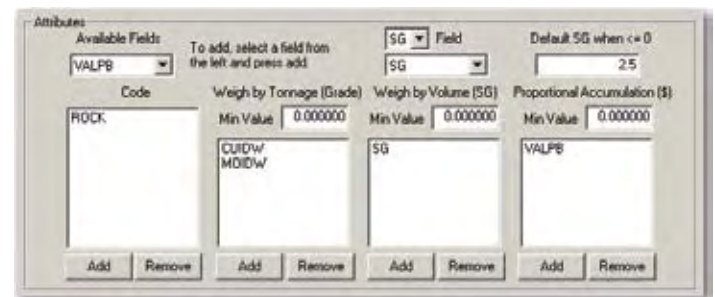 Attributes
Available Fields
To add, select a field from
the left and press add.
SG Field
Default SG when <= 0
VALPB
SG
2.5
Code
Weigh by Tonnage (Grade)
Weigh by Volume (SG)
Proportional Accumulation ($)
Min Value 0.000000
Min Value 0.000000
Min Value 0.000000
ROCK
CUIDW
MOIDW
SG
VALPB
Add Remove
Add Remove
Add Remove
Add Remove